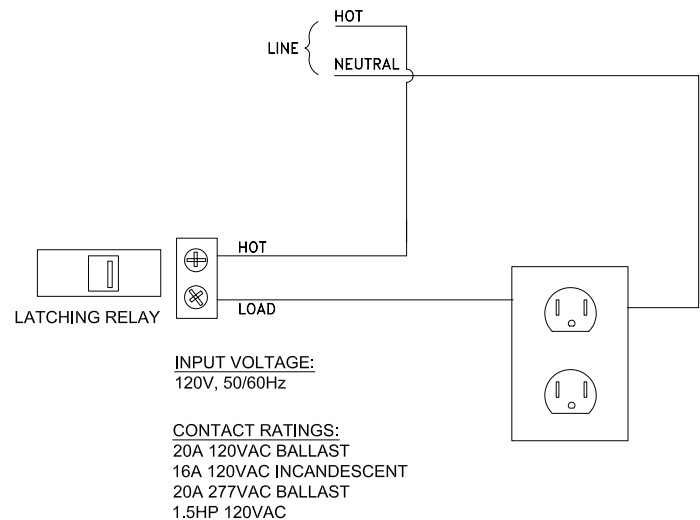 HOT
LINE
NEUTRAL
HOT
LATCHING RELAY
LOAD
INPUT VOLTAGE:
120V, 50/60Hz
CONTACT RATINGS:
20A 120VAC BALLAST
16A 120VAC INCANDESCENT
20A 277VAC BALLAST
1.5HP 120VAC